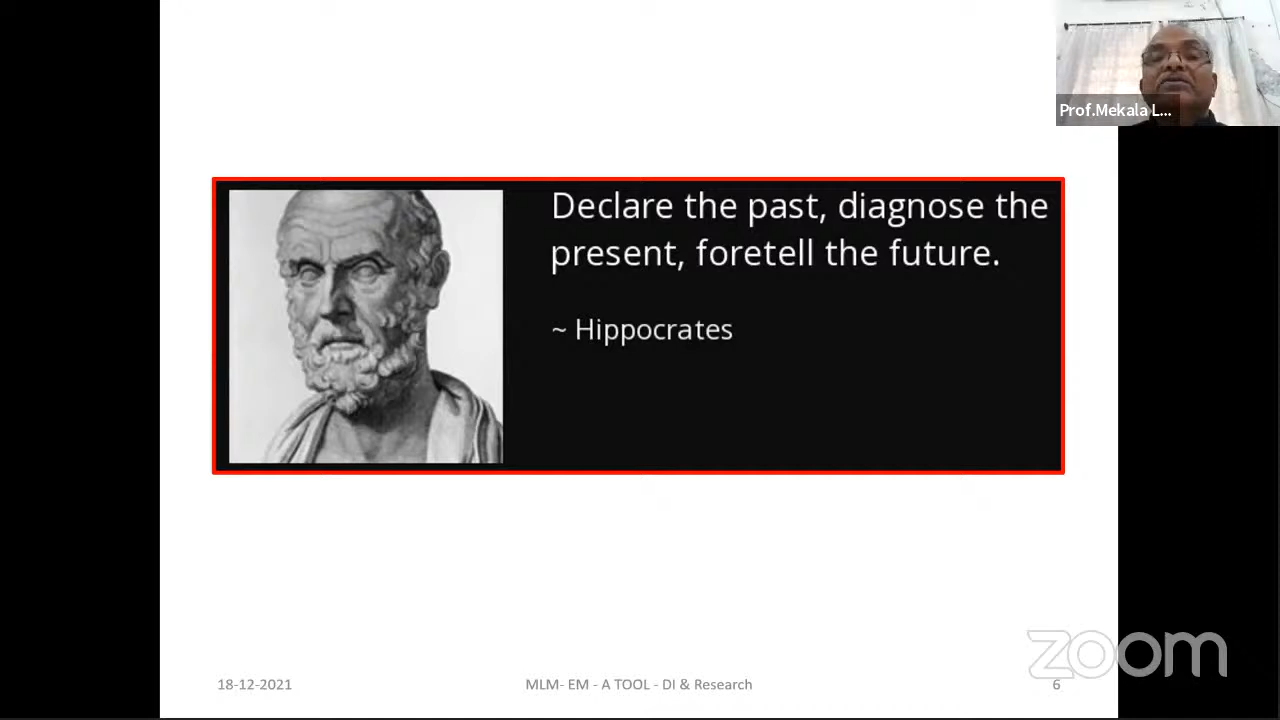 Prof.Mekala L...
Declare the past, diagnose the
present, foretell the future.
~ Hippocrates
zoom
18-12-2021
MLM- EM - A TOOL - DI & Research
6